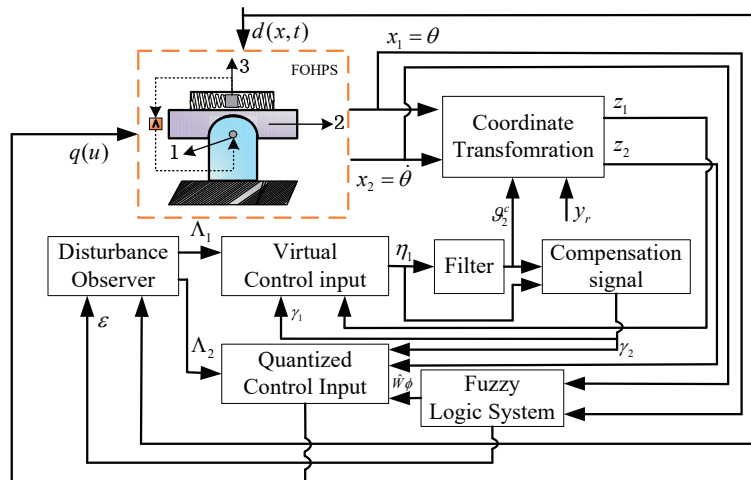 d(x,t)
x₁ = θ
FOHPS
3
2
1
q(u)
x₂ = θ̇
Coordinate
Transfomration
z₁
z₂
𝜗₂ᶜ
yᵣ
Disturbance
Observer
Λ₁
Virtual
Control input
η₁
Filter
Compensation
signal
ε
γ₁
Λ₂
γ₂
Quantized
Control Input
Ŵϕ
Fuzzy
Logic System